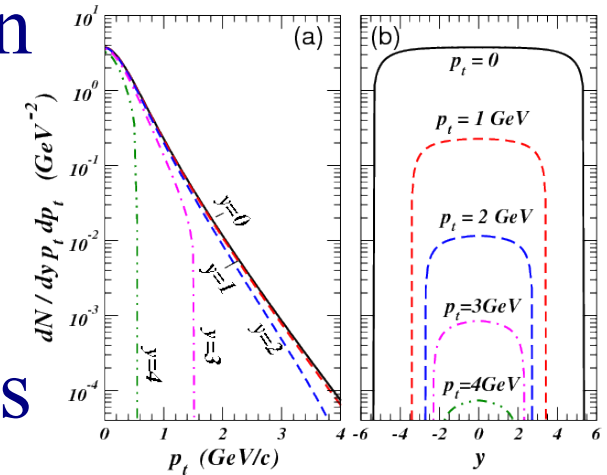 n
s
(a)
(b)
dN / dy p_t dp_t (GeV^-2)
10^1
10^0
10^-1
10^-2
10^-3
10^-4
y=0
y=1
y=2
y=3
y=4
0 1 2 3 4
p_t (GeV/c)
p_t = 0
p_t = 1 GeV
p_t = 2 GeV
p_t=3GeV
p_t=4GeV
-6 -4 -2 0 2 4 6
y